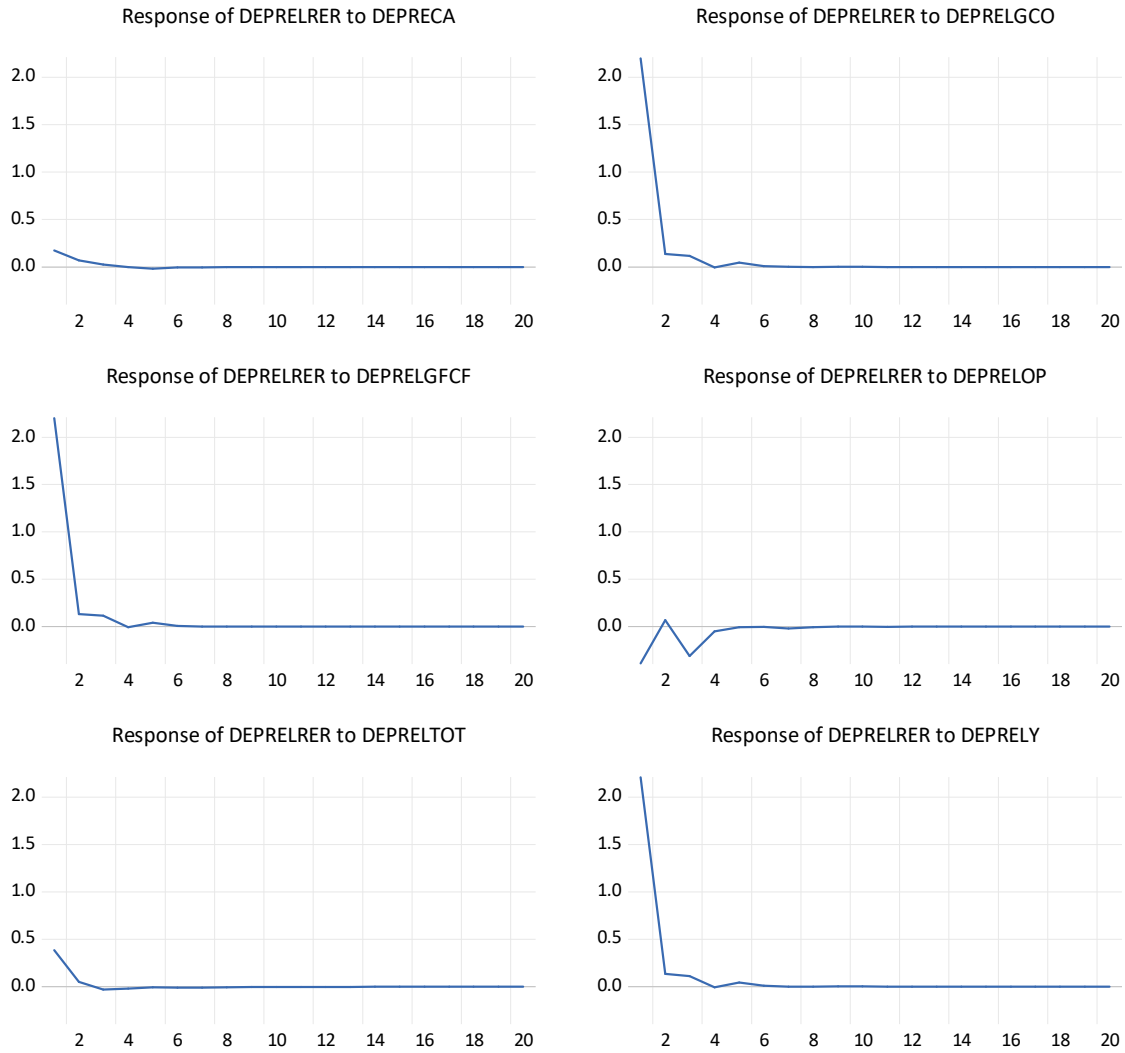 Response of DEPRELRER to DEPRECA
2.0
1.5
1.0
0.5
0.0
2 4 6 8 10 12 14 16 18 20
Response of DEPRELRER to DEPRELGCO
2.0
1.5
1.0
0.5
0.0
2 4 6 8 10 12 14 16 18 20
Response of DEPRELRER to DEPRELGFCF
2.0
1.5
1.0
0.5
0.0
2 4 6 8 10 12 14 16 18 20
Response of DEPRELRER to DEPRELOP
2.0
1.5
1.0
0.5
0.0
2 4 6 8 10 12 14 16 18 20
Response of DEPRELRER to DEPRELTOT
2.0
1.5
1.0
0.5
0.0
2 4 6 8 10 12 14 16 18 20
Response of DEPRELRER to DEPRELY
2.0
1.5
1.0
0.5
0.0
2 4 6 8 10 12 14 16 18 20